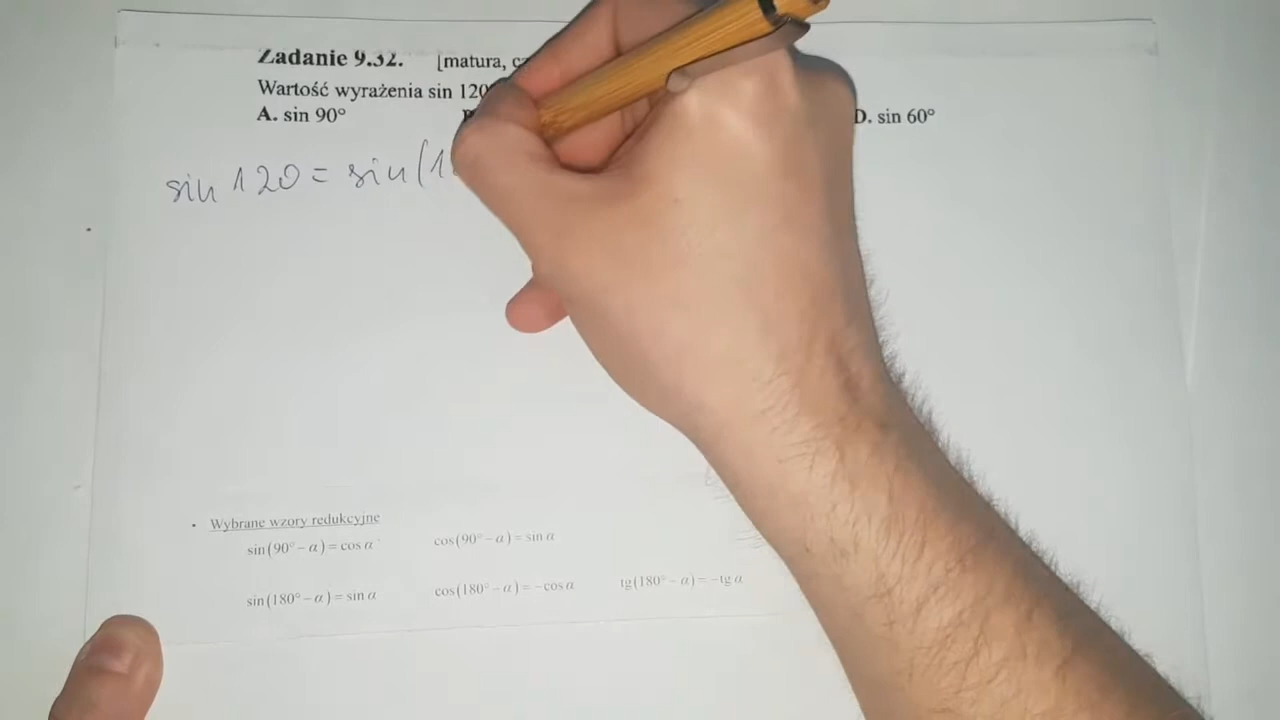 Zadanie 9.32. [matura,
Wartość wyrażenia sin 120
A. sin 90° D. sin 60°
sin 120 = sin(1
• Wybrane wzory redukcyjne
sin(90° − α) = cos α cos(90° − α) = sin α
sin(180° − α) = sin α cos(180° − α) = −cos α tg(180° − α) = −tg α